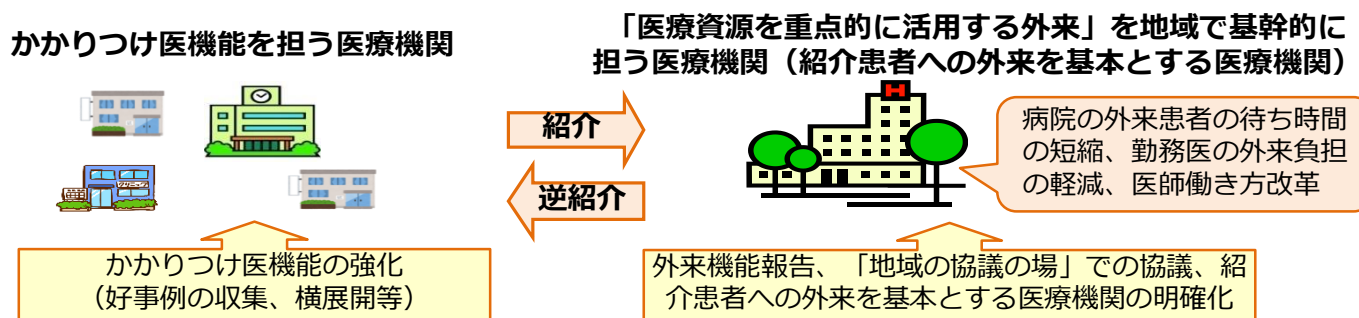 かかりつけ医機能を担う医療機関
「医療資源を重点的に活用する外来」を地域で基幹的に
担う医療機関（紹介患者への外来を基本とする医療機関）
紹介
逆紹介
H
病院の外来患者の待ち時間
の短縮、勤務医の外来負担
の軽減、医師働き方改革
かかりつけ医機能の強化
（好事例の収集、横展開等）
外来機能報告、「地域の協議の場」での協議、紹
介患者への外来を基本とする医療機関の明確化